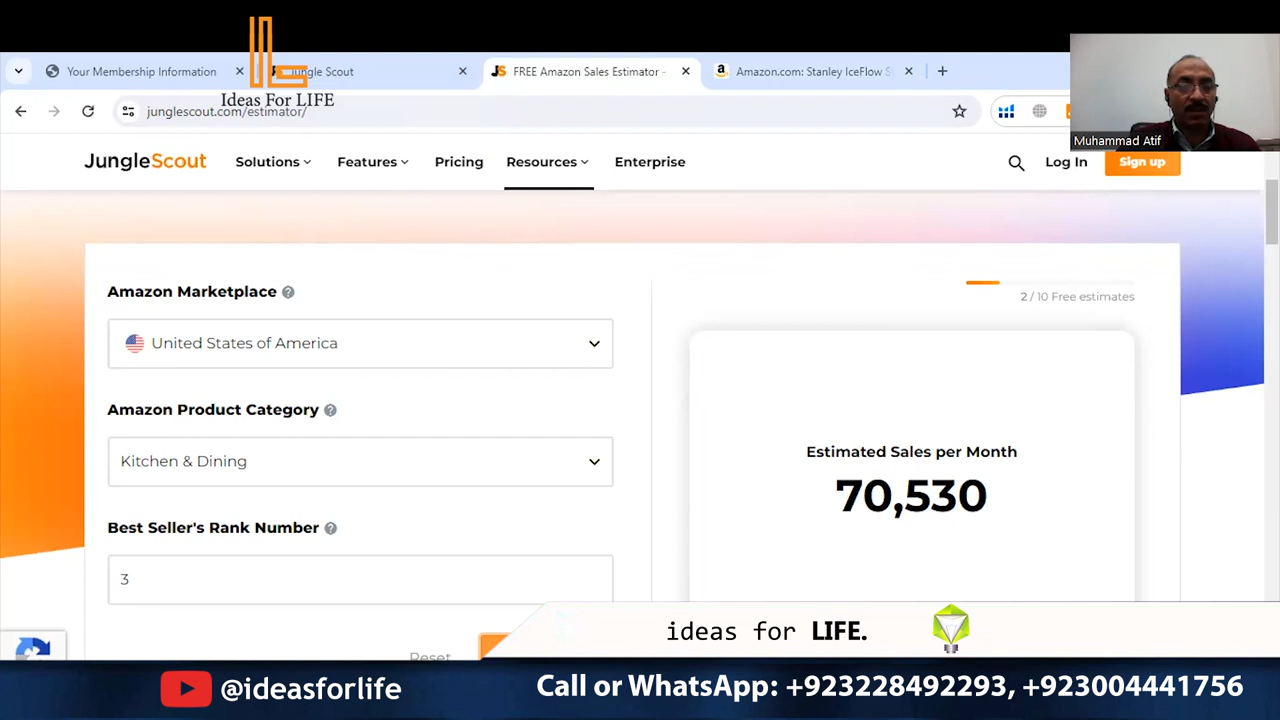 Your Membership Information
Jungle Scout
FREE Amazon Sales Estimator -
Amazon.com: Stanley IceFlow S
Ideas For LIFE
junglescout.com/estimator/
Muhammad Atif
JungleScout
Solutions
Features
Pricing
Resources
Enterprise
Log In
Sign up
Amazon Marketplace
2 / 10 Free estimates
United States of America
Amazon Product Category
Kitchen & Dining
Estimated Sales per Month
70,530
Best Seller's Rank Number
3
Reset
ideas for LIFE.
@ideasforlife
Call or WhatsApp: +923228492293, +923004441756